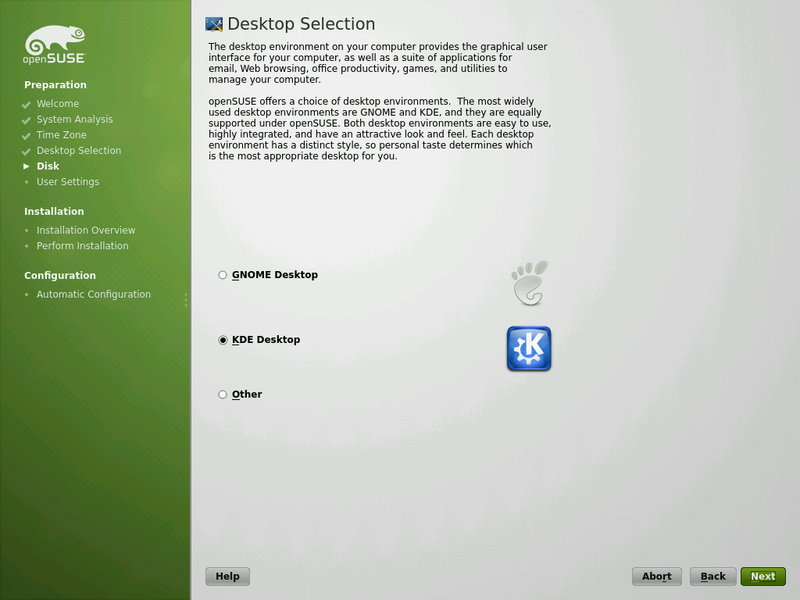 openSUSE
Preparation
Welcome
System Analysis
Time Zone
Desktop Selection
Disk
User Settings
Installation
Installation Overview
Perform Installation
Configuration
Automatic Configuration
Desktop Selection
The desktop environment on your computer provides the graphical user
interface for your computer, as well as a suite of applications for
email, Web browsing, office productivity, games, and utilities to
manage your computer.
openSUSE offers a choice of desktop environments.  The most widely
used desktop environments are GNOME and KDE, and they are equally
supported under openSUSE. Both desktop environments are easy to use,
highly integrated, and have an attractive look and feel. Each desktop
environment has a distinct style, so personal taste determines which
is the most appropriate desktop for you.
GNOME Desktop
KDE Desktop
K
Other
Help
Abort
Back
Next